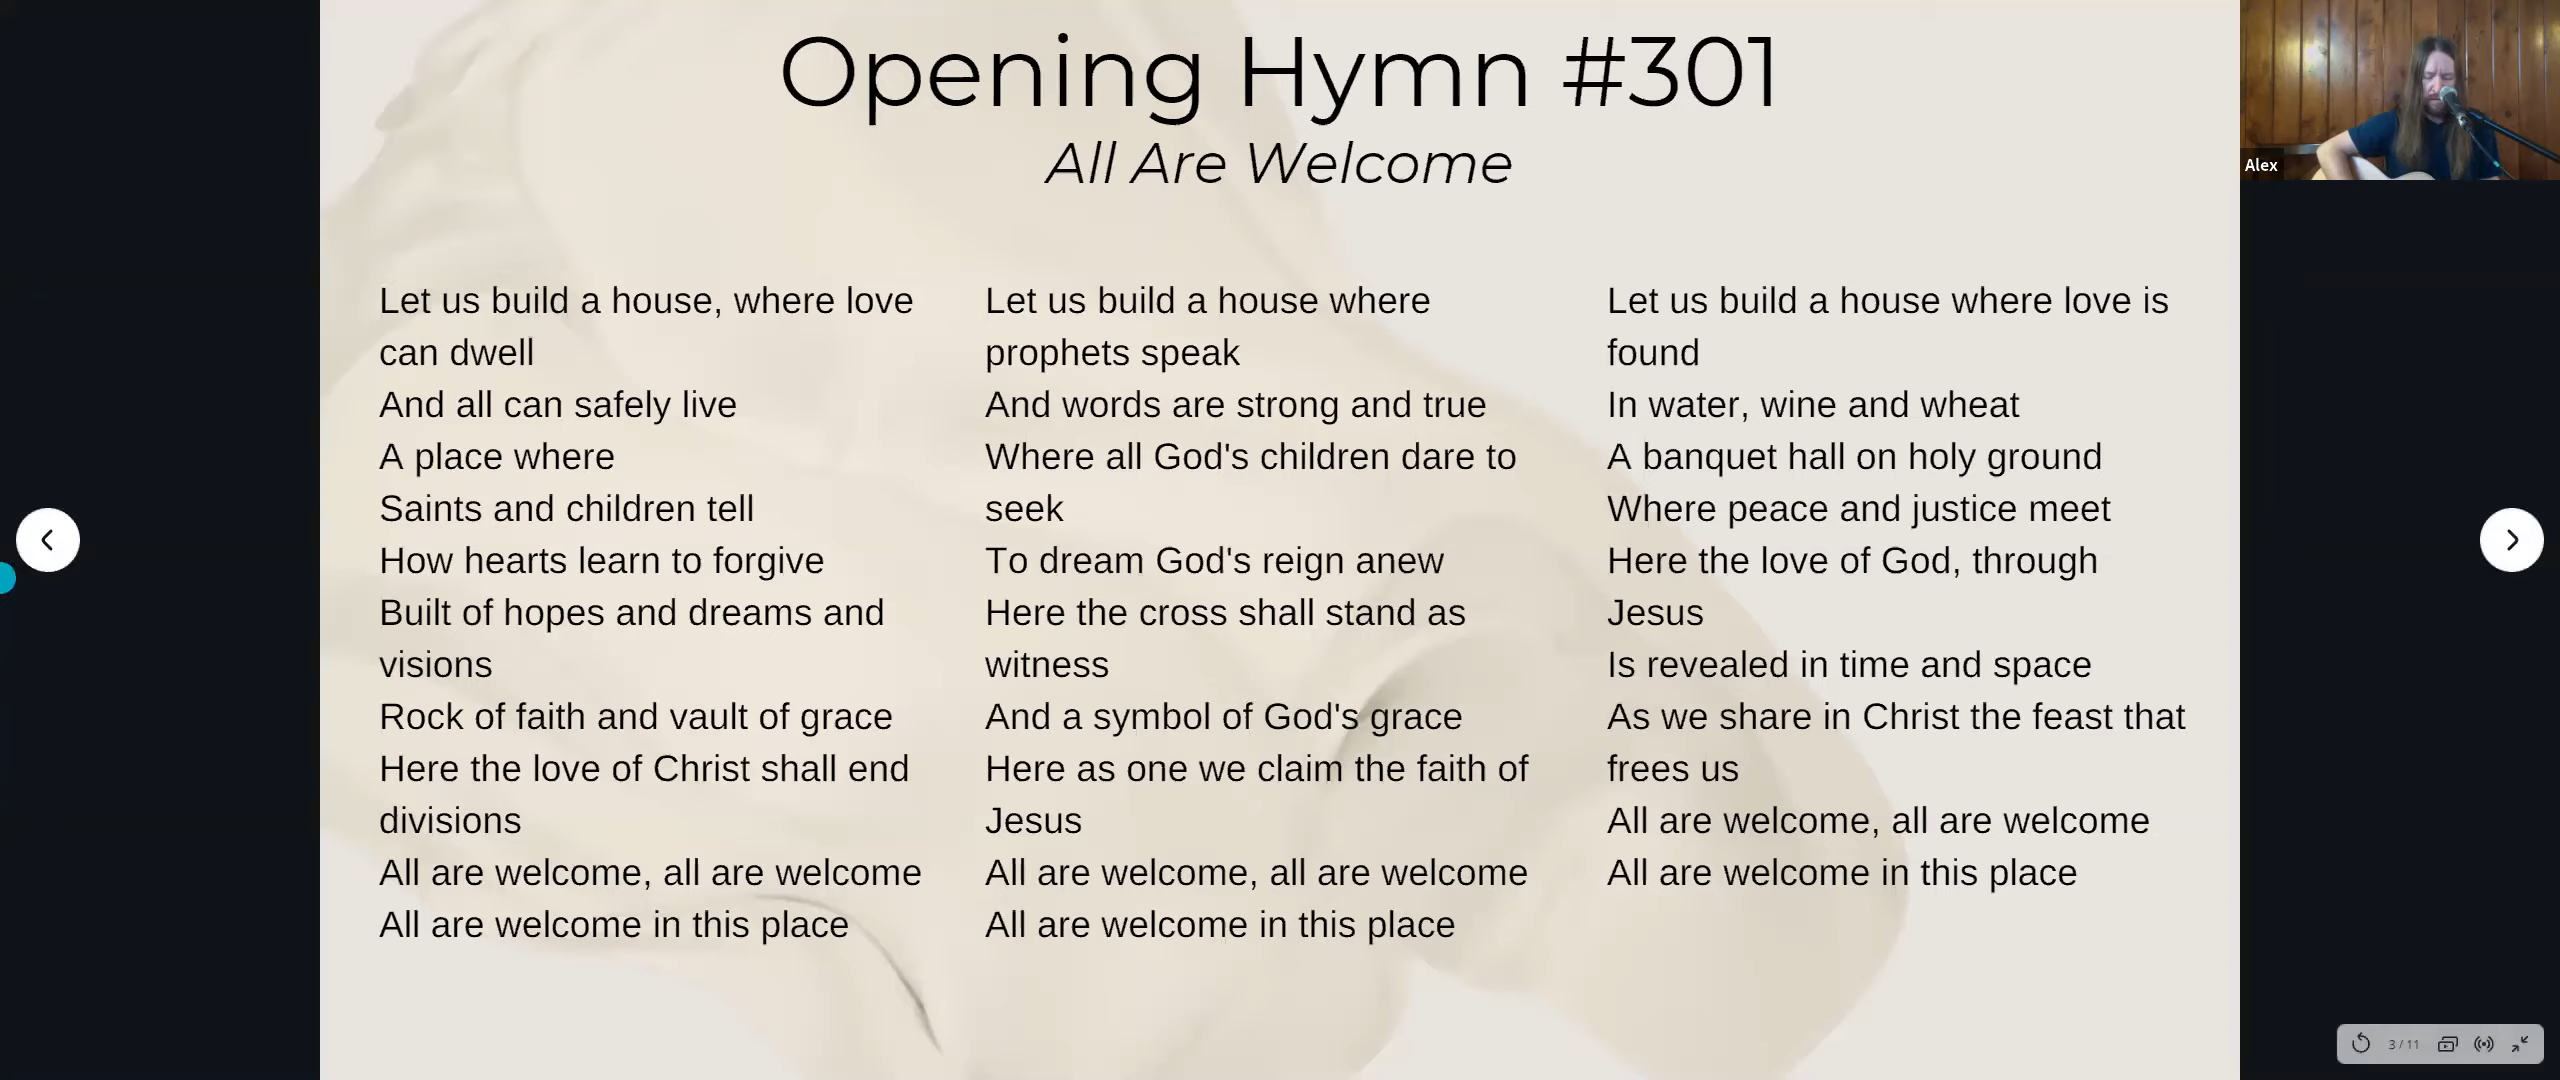 Opening Hymn #301
All Are Welcome
Let us build a house, where love
can dwell
And all can safely live
A place where
Saints and children tell
How hearts learn to forgive
Built of hopes and dreams and
visions
Rock of faith and vault of grace
Here the love of Christ shall end
divisions
All are welcome, all are welcome
All are welcome in this place
Let us build a house where
prophets speak
And words are strong and true
Where all God's children dare to
seek
To dream God's reign anew
Here the cross shall stand as
witness
And a symbol of God's grace
Here as one we claim the faith of
Jesus
All are welcome, all are welcome
All are welcome in this place
Let us build a house where love is
found
In water, wine and wheat
A banquet hall on holy ground
Where peace and justice meet
Here the love of God, through
Jesus
Is revealed in time and space
As we share in Christ the feast that
frees us
All are welcome, all are welcome
All are welcome in this place
Alex
3 / 11